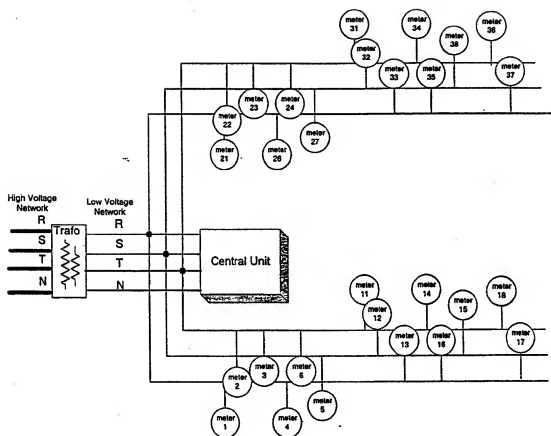 meter
31
meter
34
meter
36
meter
32
meter
38
meter
33
meter
35
meter
37
meter
23
meter
24
meter
22
meter
27
meter
21
meter
26
High Voltage
Network
Low Voltage
Network
R
S
T
N
Trafo
R
S
T
N
Central Unit
meter
11
meter
14
meter
18
meter
12
meter
15
meter
13
meter
16
meter
17
meter
3
meter
6
meter
2
meter
5
meter
1
meter
4